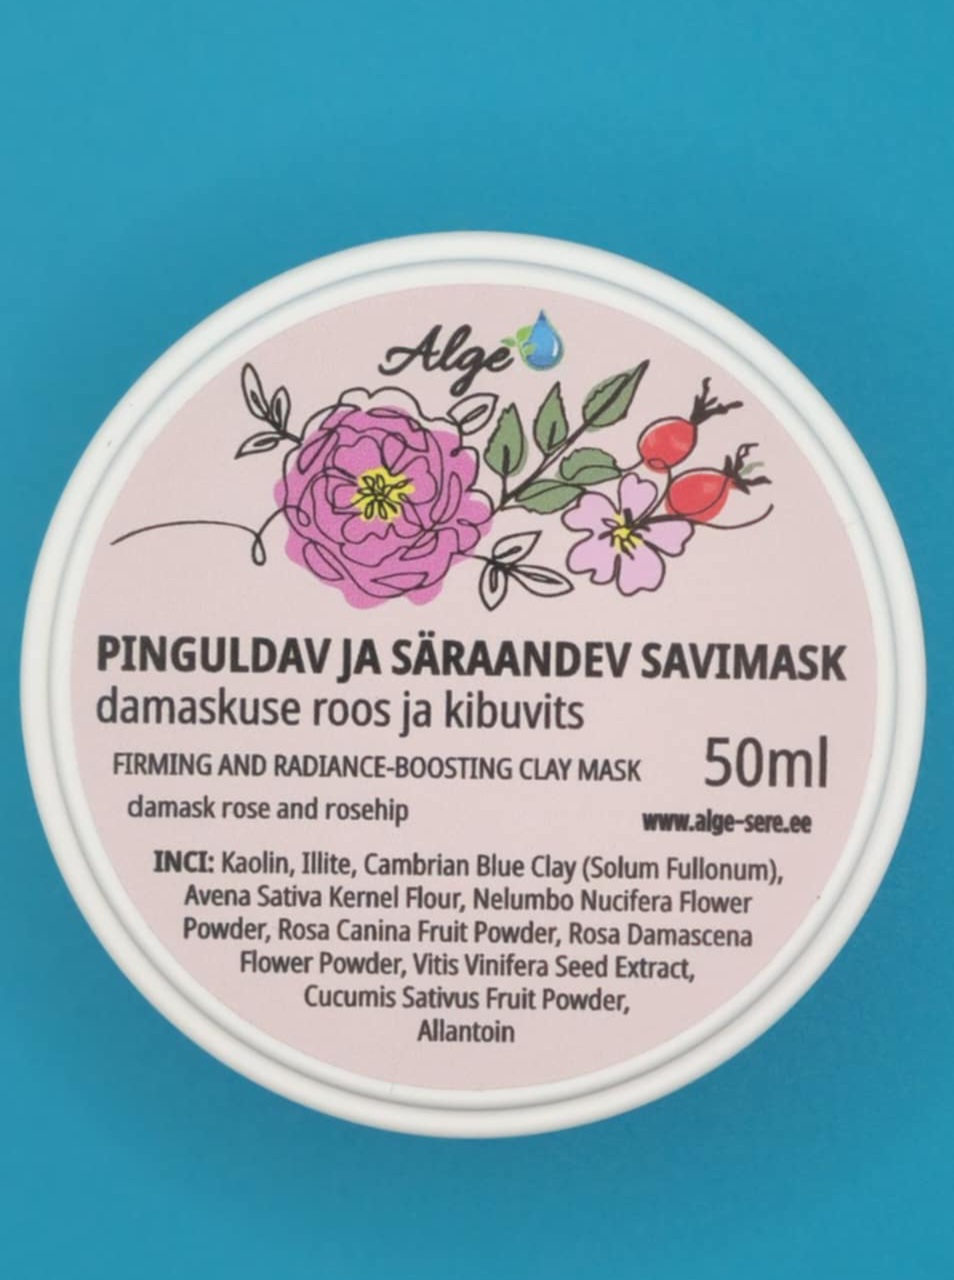 Alge
PINGULDAV JA SÄRAANDEV SAVIMASK
damaskuse roos ja kibuvits
FIRMING AND RADIANCE-BOOSTING CLAY MASK
damask rose and rosehip
50ml
www.alge-sere.ee
INCI: Kaolin, Illite, Cambrian Blue Clay (Solum Fullonum),
Avena Sativa Kernel Flour, Nelumbo Nucifera Flower
Powder, Rosa Canina Fruit Powder, Rosa Damascena
Flower Powder, Vitis Vinifera Seed Extract,
Cucumis Sativus Fruit Powder,
Allantoin